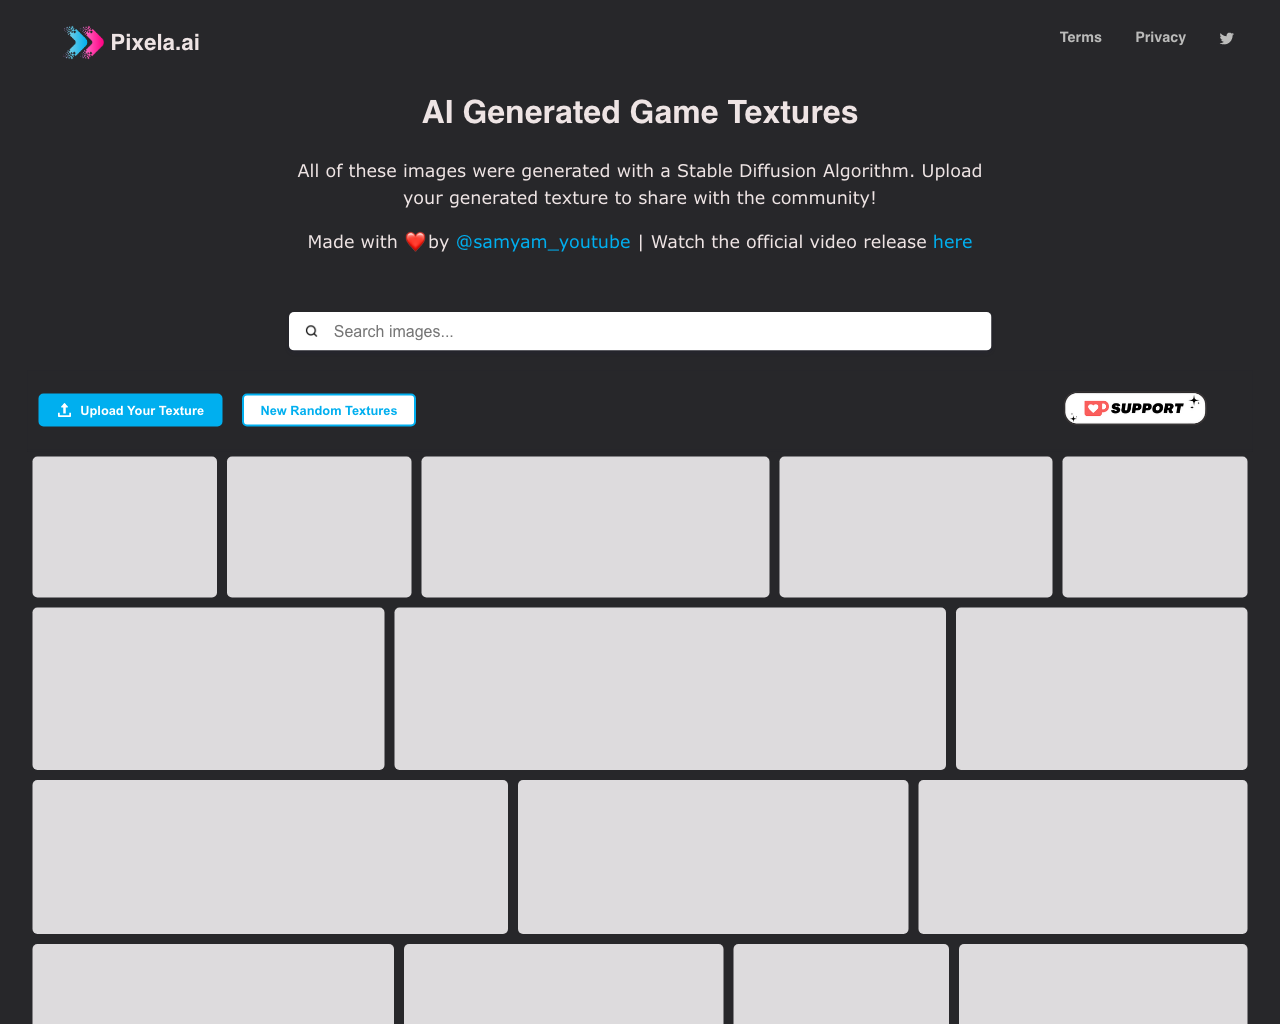 Pixela.ai
Terms
Privacy
AI Generated Game Textures
All of these images were generated with a Stable Diffusion Algorithm. Upload
your generated texture to share with the community!
Made with ❤️by @samyam_youtube | Watch the official video release here
Search images...
Upload Your Texture
New Random Textures
SUPPORT